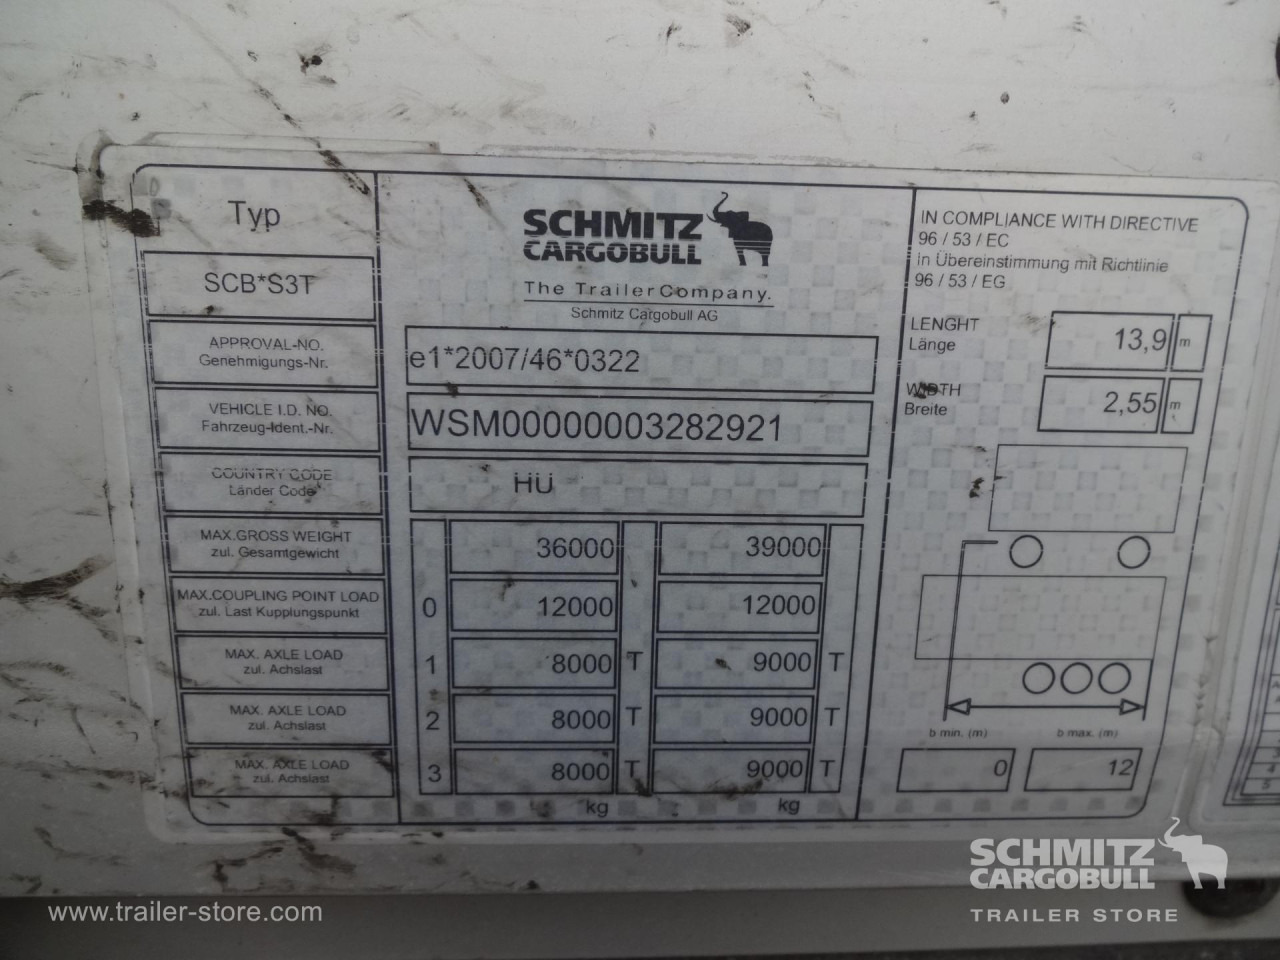 Typ
SCB*S3T
SCHMITZ
CARGOBULL
The TrailerCompany.
Schmitz Cargobull AG
APPROVAL-NO.
Genehmigungs-Nr.
e1*2007/46*0322
VEHICLE I.D. NO.
Fahrzeug-Ident.-Nr.
WSM00000003282921
COUNTRY CODE
Länder Code
HU
MAX.GROSS WEIGHT
zul. Gesamtgewicht
36000 39000
MAX.COUPLING POINT LOAD
zul. Last Kupplungspunkt
0 12000 12000
MAX. AXLE LOAD
zul. Achslast
1 8000 T 9000 T
MAX. AXLE LOAD
zul. Achslast
2 8000 T 9000 T
MAX. AXLE LOAD
zul. Achslast
3 8000 T 9000 T
kg kg
IN COMPLIANCE WITH DIRECTIVE
96 / 53 / EC
in Übereinstimmung mit Richtlinie
96 / 53 / EG
LENGHT
Länge
13,9 m
WIDTH
Breite
2,55 m
b min. (m) b max. (m)
0 12
www.trailer-store.com
SCHMITZ
CARGOBULL
TRAILER STORE